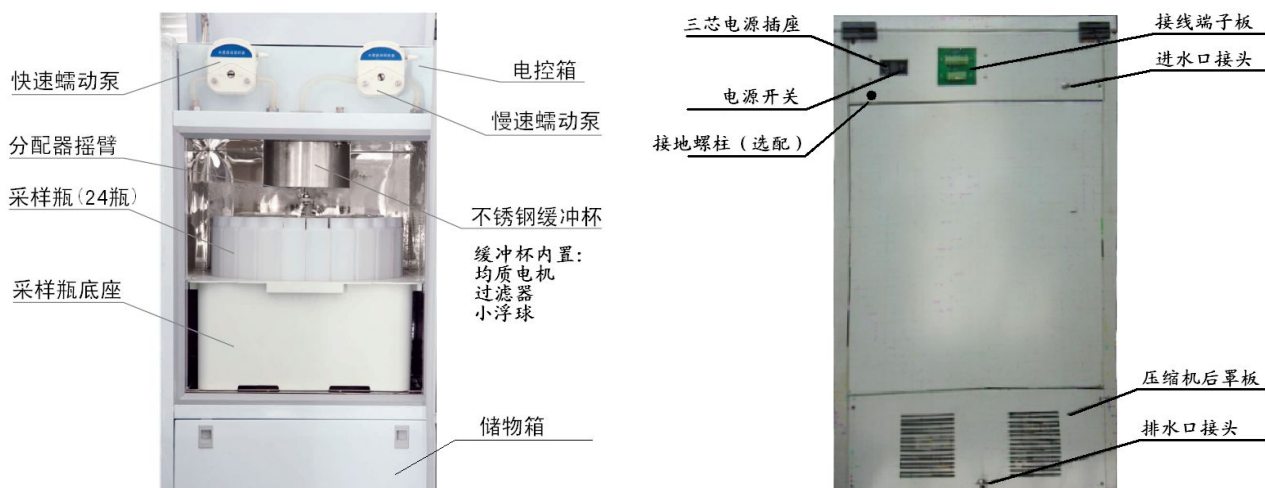 快速蠕动泵
分配器摇臂
采样瓶(24瓶)
采样瓶底座
电控箱
慢速蠕动泵
不锈钢缓冲杯
缓冲杯内置:
均质电机
过滤器
小浮球
储物箱
三芯电源插座
电源开关
接地螺柱(选配)
接线端子板
进水口接头
压缩机后罩板
排水口接头